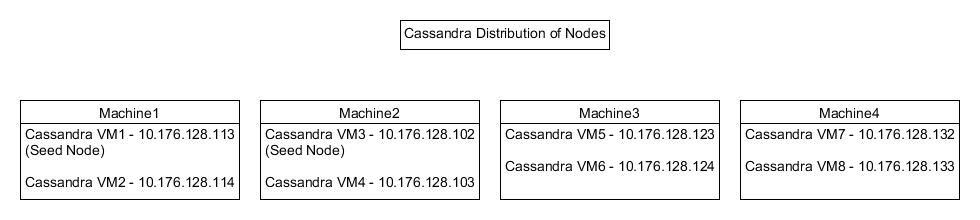 Cassandra Distribution of Nodes
Machine1
Cassandra VM1 - 10.176.128.113
(Seed Node)
Cassandra VM2 - 10.176.128.114
Machine2
Cassandra VM3 - 10.176.128.102
(Seed Node)
Cassandra VM4 - 10.176.128.103
Machine3
Cassandra VM5 - 10.176.128.123
Cassandra VM6 - 10.176.128.124
Machine4
Cassandra VM7 - 10.176.128.132
Cassandra VM8 - 10.176.128.133